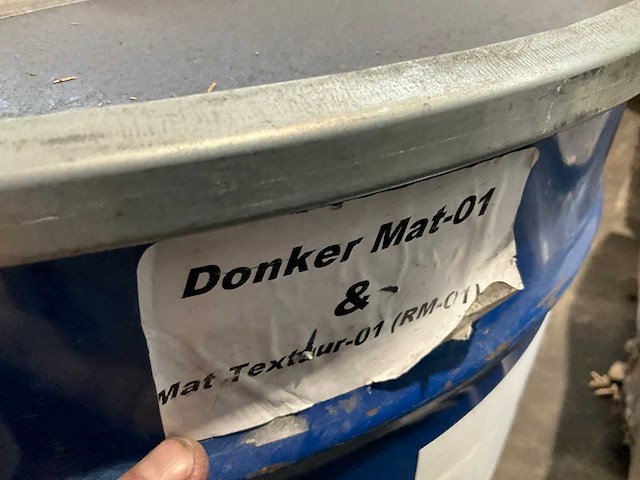 Donker Mat-01
&
Mat Textuur-01 (RM-01)